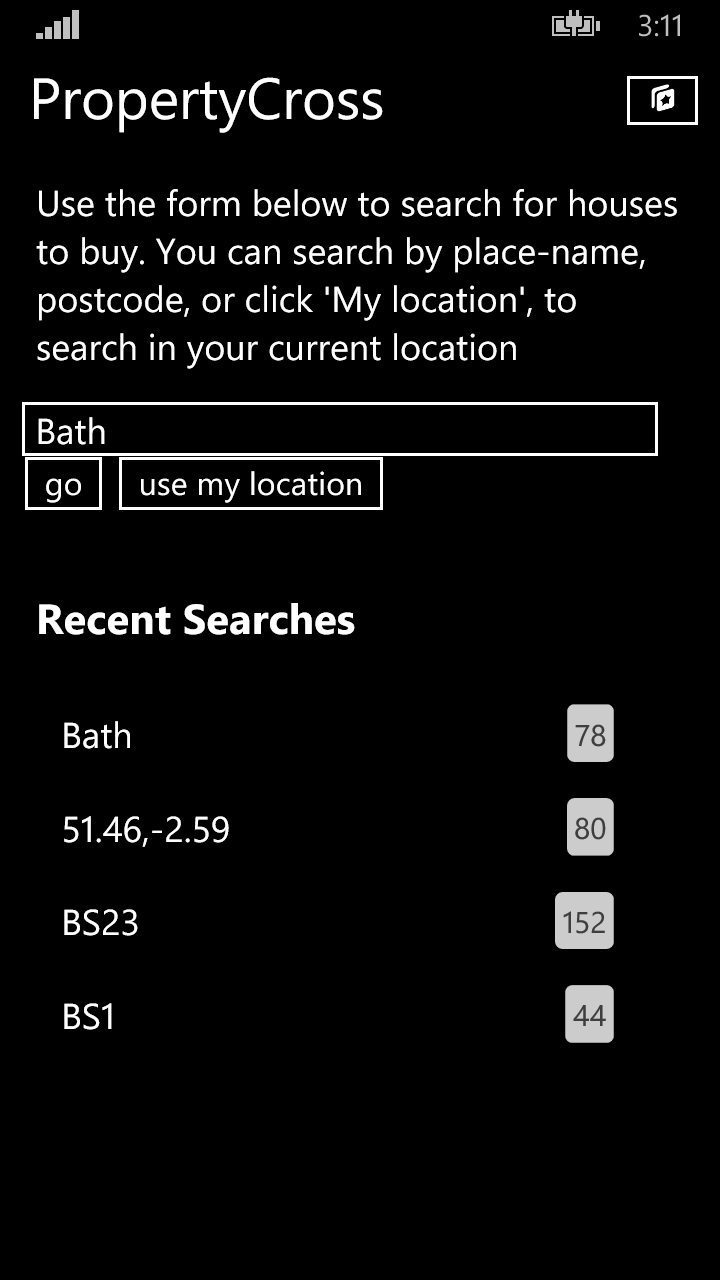 3:11
PropertyCross
Use the form below to search for houses
to buy. You can search by place-name,
postcode, or click 'My location', to
search in your current location
Bath
go use my location
Recent Searches
Bath 78
51.46,-2.59 80
BS23 152
BS1 44